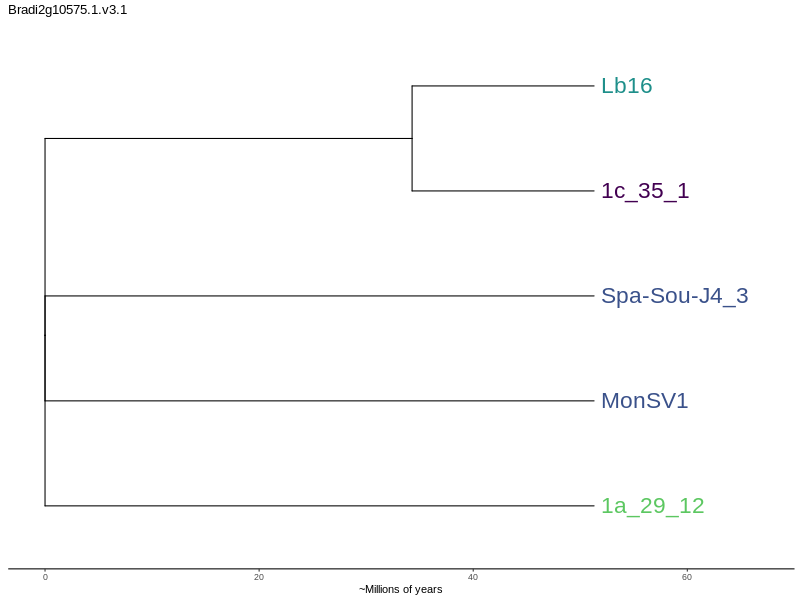 Bradi2g10575.1.v3.1
Lb16
1c_35_1
Spa-Sou-J4_3
MonSV1
1a_29_12
0 20 40 60
~Millions of years